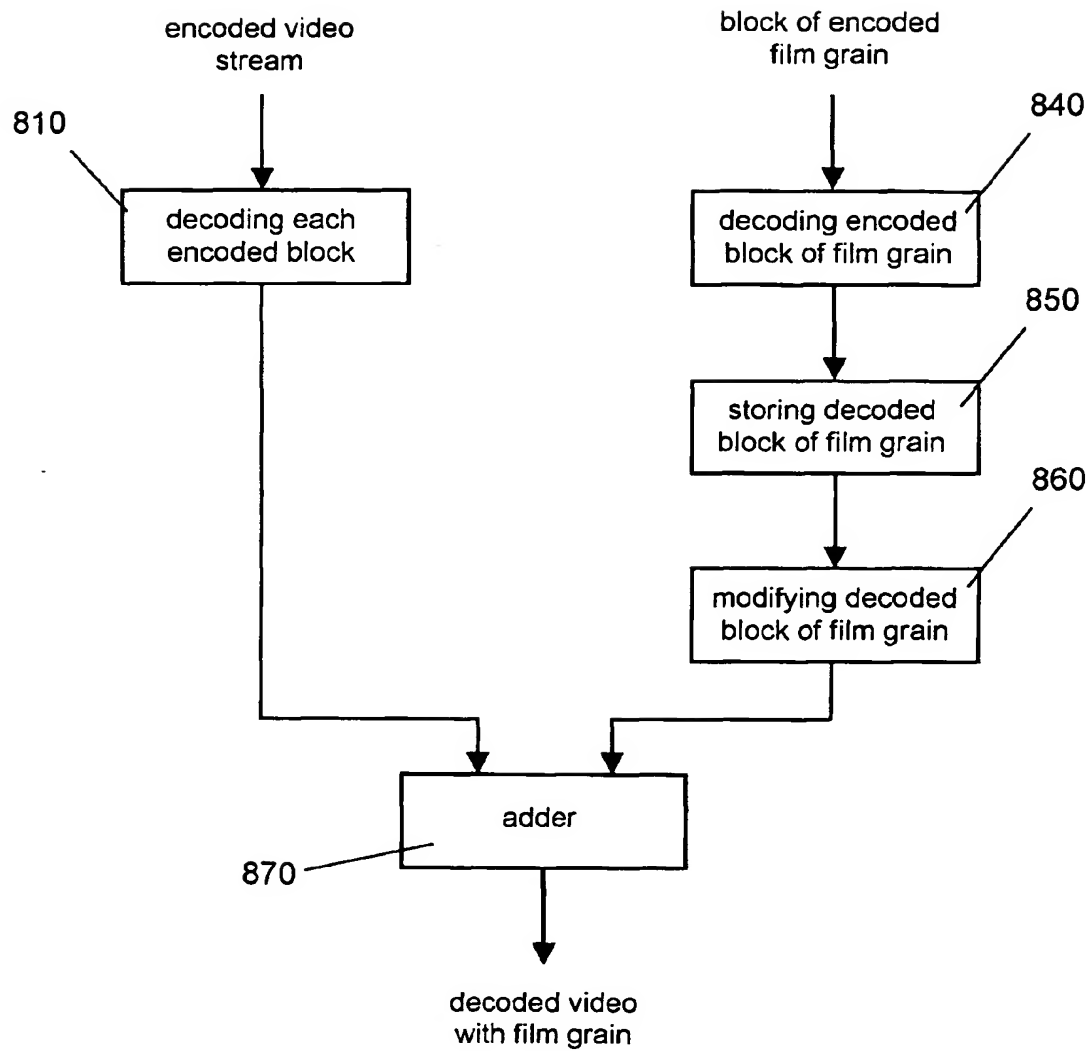 encoded video
stream
block of encoded
film grain
810
840
decoding each
encoded block
decoding encoded
block of film grain
850
storing decoded
block of film grain
860
modifying decoded
block of film grain
adder
870
decoded video
with film grain